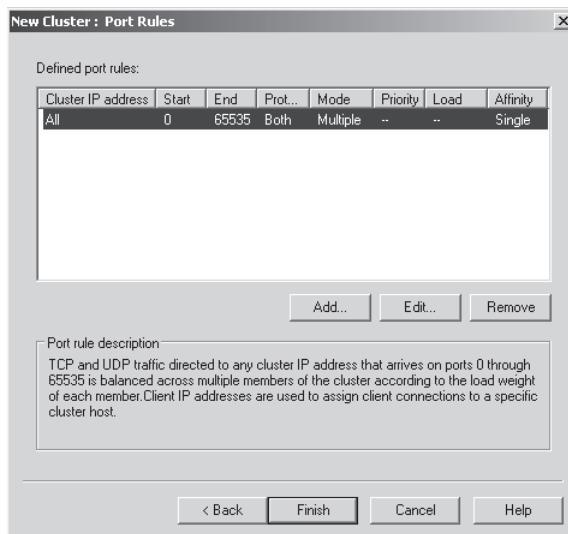 New Cluster : Port Rules
Defined port rules:
Cluster IP address Start End Prot... Mode Priority Load Affinity
All 0 65535 Both Multiple -- -- Single
Add... Edit... Remove
Port rule description
TCP and UDP traffic directed to any cluster IP address that arrives on ports 0 through
65535 is balanced across multiple members of the cluster according to the load weight
of each member.Client IP addresses are used to assign client connections to a specific
cluster host.
< Back Finish Cancel Help